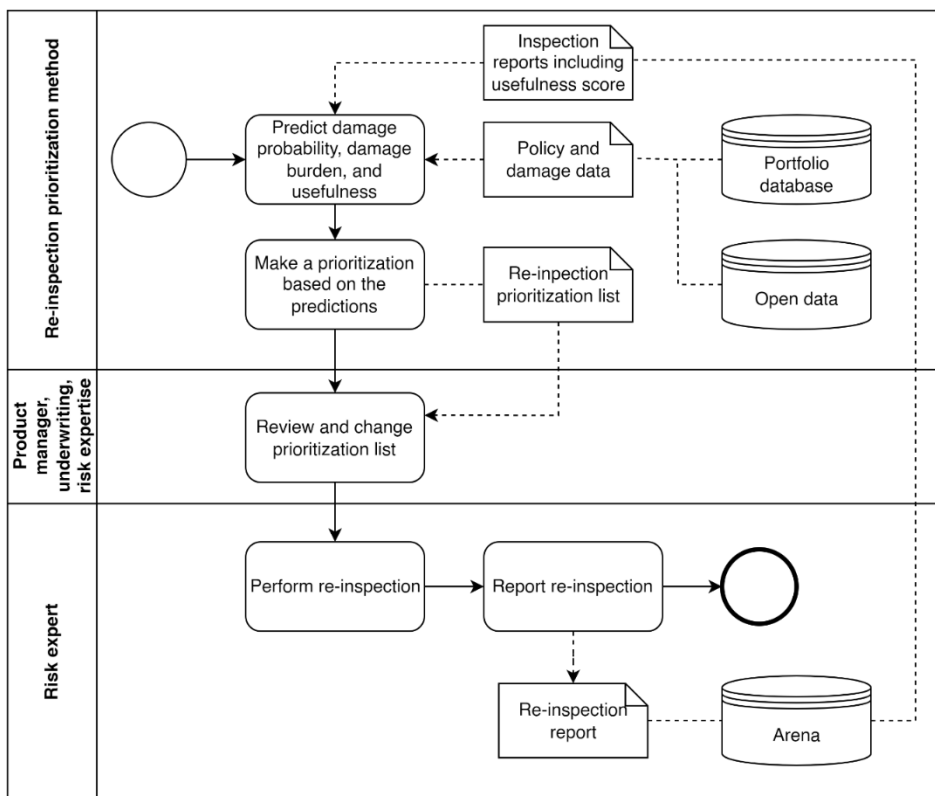 Re-inspection prioritization method
Inspection
reports including
usefulness score
Predict damage
probability, damage
burden, and
usefulness
Policy and
damage data
Portfolio
database
Make a prioritization
based on the
predictions
Re-inpection
prioritization list
Open data
Product
manager,
underwriting,
risk expertise
Review and change
prioritization list
Risk expert
Perform re-inspection
Report re-inspection
Re-inspection
report
Arena